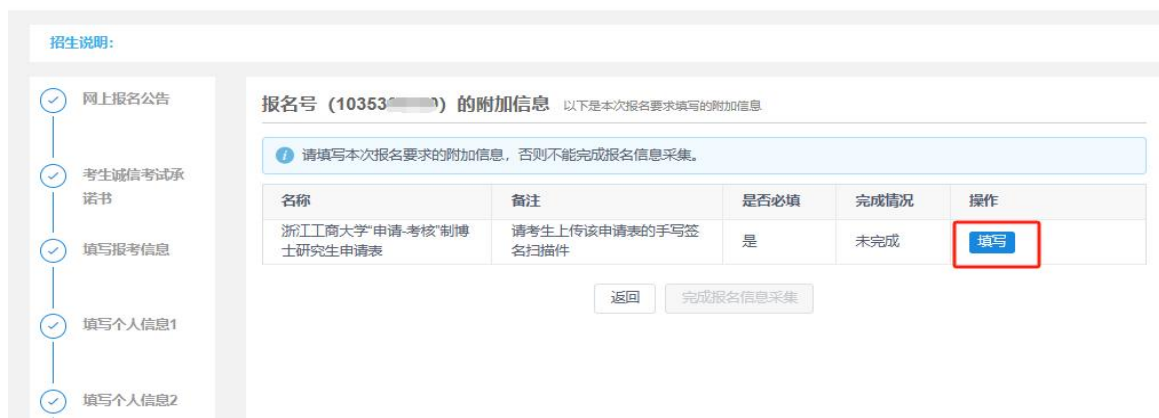 招生说明:
网上报名公告
考生诚信考试承
诺书
填写报考信息
填写个人信息1
填写个人信息2
报名号（10353）的附加信息 以下是本次报名要求填写的附加信息
请填写本次报名要求的附加信息，否则不能完成报名信息采集。
名称 备注 是否必填 完成情况 操作
浙江工商大学“申请-考核”制博 请考生上传该申请表的手写签 是 未完成 填写
士研究生申请表 名扫描件
返回 完成报名信息采集